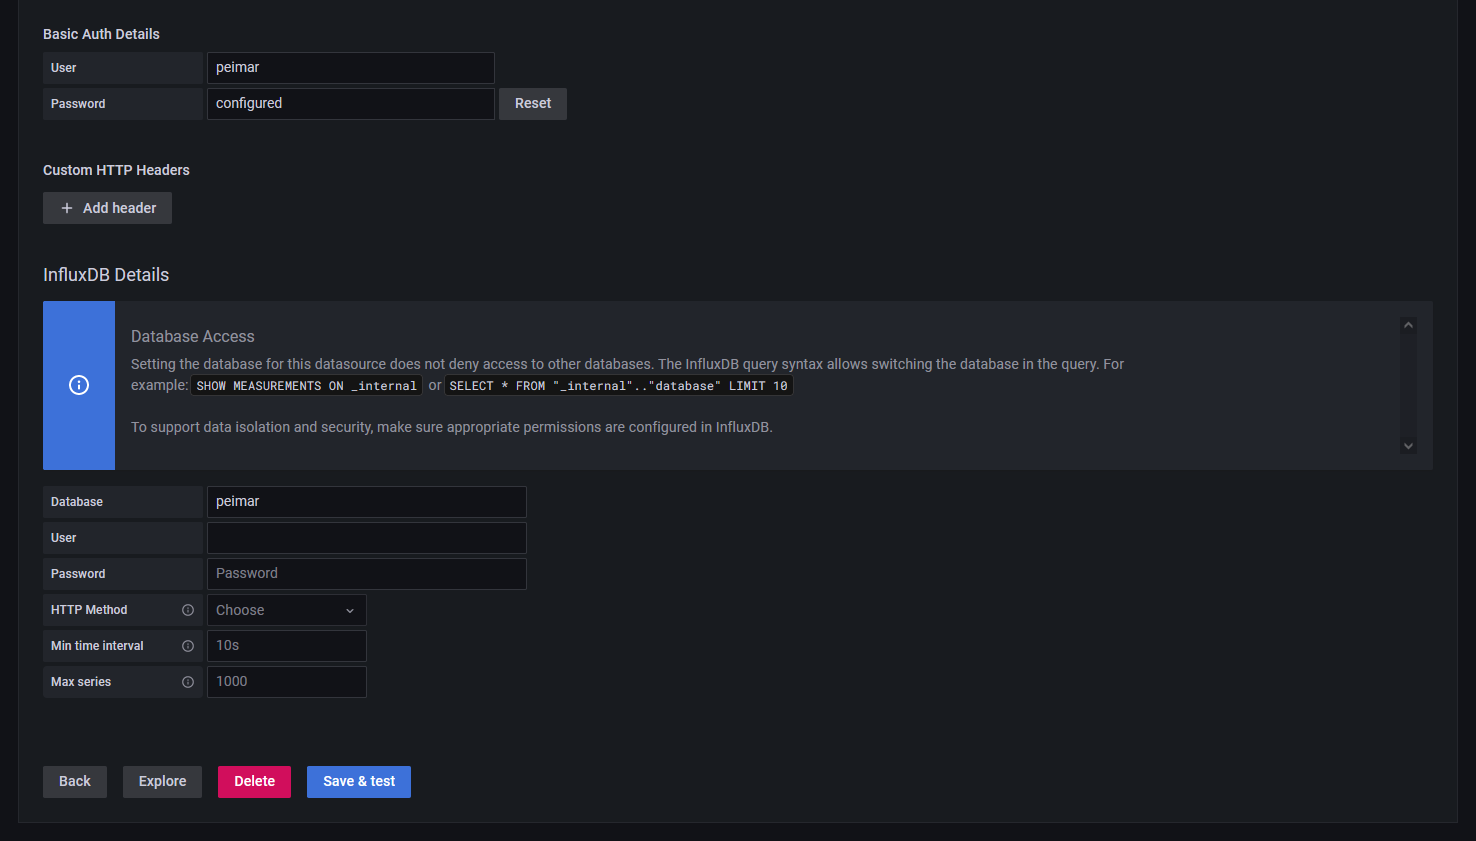 Basic Auth Details
User peimar
Password configured Reset
Custom HTTP Headers
+ Add header
InfluxDB Details
Database Access
Setting the database for this datasource does not deny access to other databases. The InfluxDB query syntax allows switching the database in the query. For
example: SHOW MEASUREMENTS ON _internal or SELECT * FROM "_internal".."database" LIMIT 10
To support data isolation and security, make sure appropriate permissions are configured in InfluxDB.
Database peimar
User
Password Password
HTTP Method Choose
Min time interval 10s
Max series 1000
Back Explore Delete Save & test